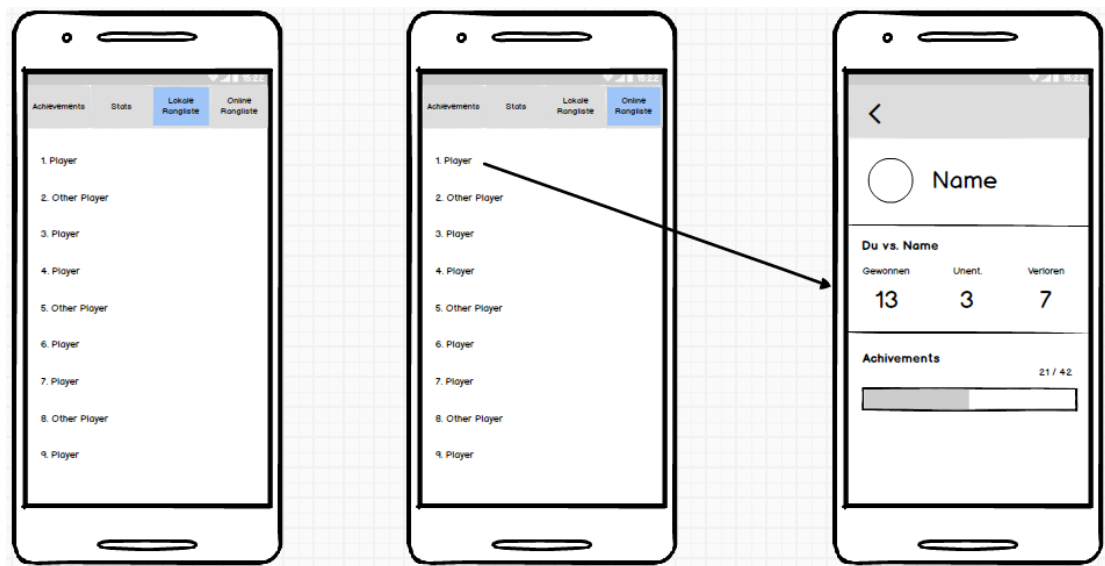 15:22
Achievements Stats Lokale Rangliste Online Rangliste
1. Player
2. Other Player
3. Player
4. Player
5. Other Player
6. Player
7. Player
8. Other Player
9. Player
15:22
Achievements Stats Lokale Rangliste Online Rangliste
1. Player
2. Other Player
3. Player
4. Player
5. Other Player
6. Player
7. Player
8. Other Player
9. Player
15:22
Name
Du vs. Name
Gewonnen Unent. Verloren
13 3 7
Achivements
21 / 42